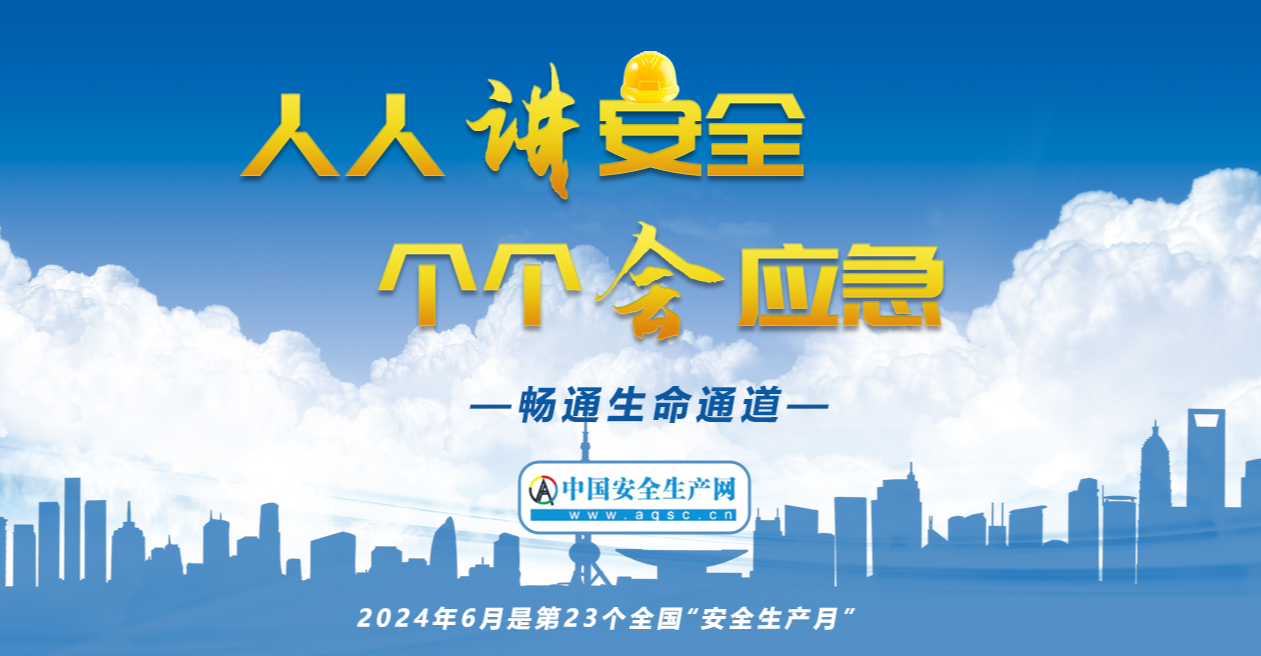 人人讲安全
个个会应急
—畅通生命通道—
中国安全生产网
www.aqsc.cn
2024年6月是第23个全国“安全生产月”